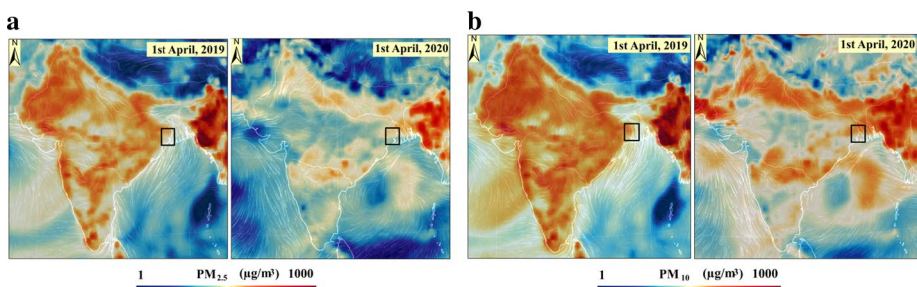 a
b
N
1st April, 2019
N
1st April, 2020
N
1st April, 2019
N
1st April, 2020
1 PM2.5 (µg/m³) 1000
1 PM10 (µg/m³) 1000